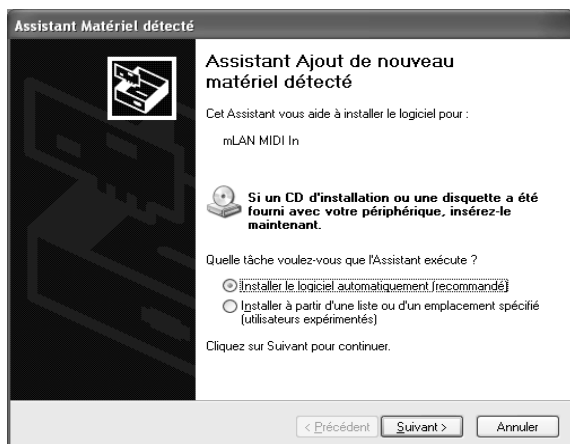 Assistant Matériel détecté
Assistant Ajout de nouveau
matériel détecté
Cet Assistant vous aide à installer le logiciel pour :
mLAN MIDI In
Si un CD d'installation ou une disquette a été
fourni avec votre périphérique, insérez-le
maintenant.
Quelle tâche voulez-vous que l'Assistant exécute ?
Installer le logiciel automatiquement (recommandé)
Installer à partir d'une liste ou d'un emplacement spécifié
(utilisateurs expérimentés)
Cliquez sur Suivant pour continuer.
< Précédent Suivant > Annuler